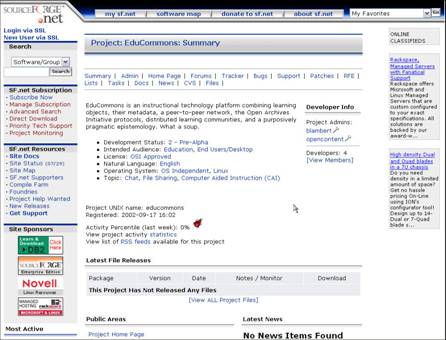 SOURCEFORGE
.net
my sf.net
software map
donate to sf.net
about sf.net
My Favorites
Go
Login via SSL
New User via SSL
Search
Software/Group
Search
SF.net Subscription
· Subscribe Now
· Manage Subscription
· Advanced Search
· Direct Download
· Priority Tech Support
· Project Monitoring
SF.net Resources
· Site Docs
· Site Status (07/29)
· Site Map
· SF.net Supporters
· Compile Farm
· Foundries
· Project Help Wanted
· New Releases
· Get Support
Site Sponsors
Learn &
Download
DB2
Click
Here
SOURCEFORGE
Enterprise Edition
Novell
Linux Resources
MANAGED
HOSTING
rackspace
MICROSOFT & LINUX
Most Active
Project: EduCommons: Summary
Summary | Admin | Home Page | Forums | Tracker | Bugs | Support | Patches | RFE |
Lists | Tasks | Docs | News | CVS | Files |
EduCommons is an instructional technology platform combining learning
objects, their metadata, a peer-to-peer network, the Open Archives
Initiative protocols, distributed learning communities, and a purposively
pragmatic epistemology. What a soup.
• Development Status: 2 - Pre-Alpha
• Intended Audience: Education, End Users/Desktop
• License: OSI Approved
• Natural Language: English
• Operating System: OS Independent, Linux
• Topic: Chat, File Sharing, Computer Aided Instruction (CAI)
Developer Info
Project Admins:
blambert
opencontent
Developers: 4
[View Members]
Project UNIX name: educommons
Registered: 2002-09-17 16:02
Activity Percentile (last week): 0%
View project activity statistics
View list of RSS feeds available for this project
Latest File Releases
Package Version Date Notes / Monitor Download
This Project Has Not Released Any Files
[View ALL Project Files]
Public Areas
Project Home Page
Latest News
No News Items Found
ONLINE
CLASSIFIEDS
Rackspace,
Managed Servers
with Fanatical
Support
Rackspace offers
Microsoft and
Linux Managed
Servers that are
custom configured
to your exact
specifications. All
solutions are
backed by our
award-w...
High density Dual
and Quad blades
in a 7U chassis
Do you need
density in a limited
amount of space?
Get no hassle
pricing On-Line
using ION's
configurator tool!
Design up to 14-
Dual or 7-Quad
blade s...